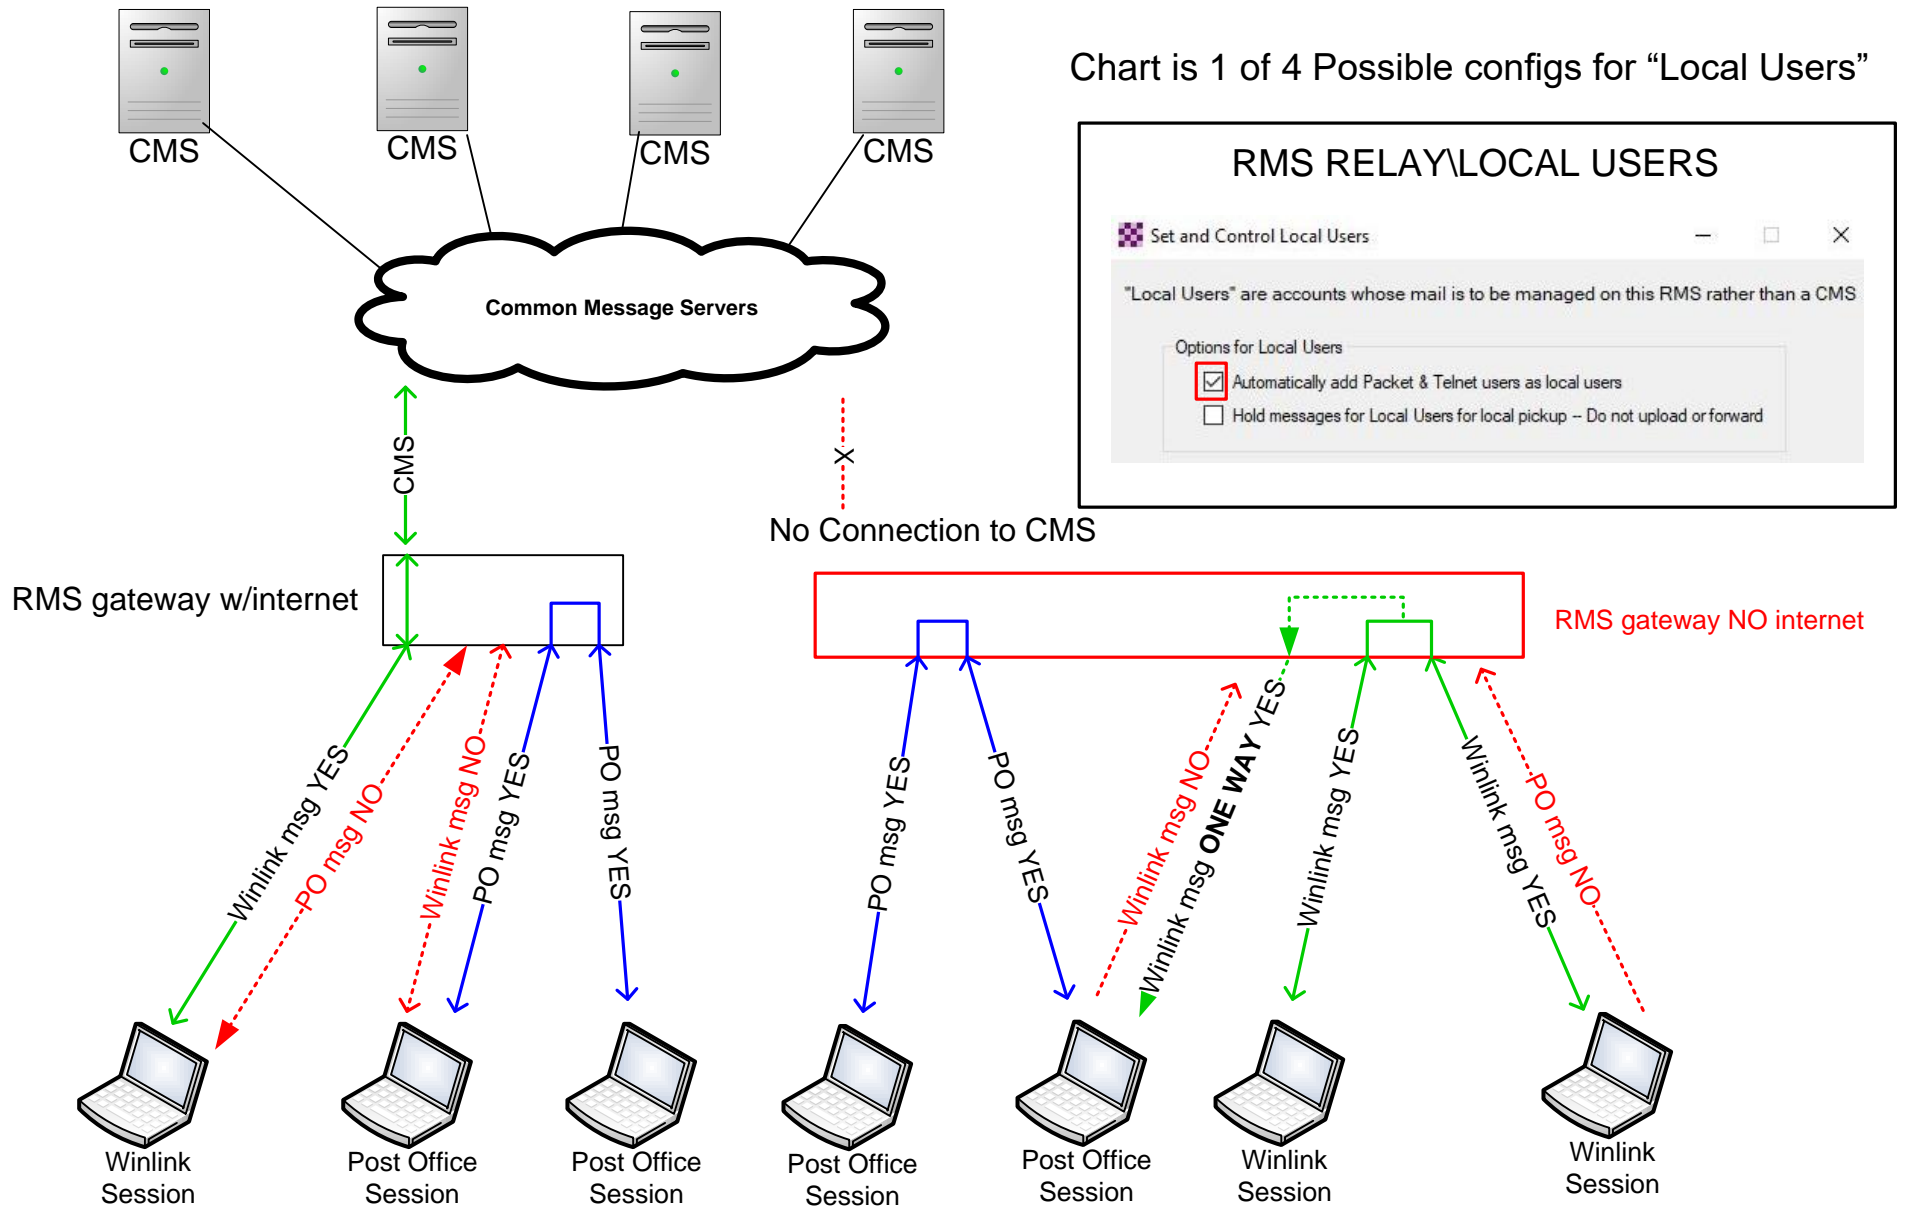 Chart is 1 of 4 Possible configs for “Local Users”
CMS
CMS
CMS
CMS
RMS RELAY\LOCAL USERS
Set and Control Local Users
"Local Users" are accounts whose mail is to be managed on this RMS rather than a CMS
Options for Local Users
Automatically add Packet & Telnet users as local users
Hold messages for Local Users for local pickup -- Do not upload or forward
Common Message Servers
CMS
X
No Connection to CMS
RMS gateway w/internet
RMS gateway NO internet
Winlink msg YES
PO msg NO
Winlink msg NO
PO msg YES
PO msg YES
PO msg YES
PO msg YES
Winlink msg NO
Winlink msg ONE WAY YES
Winlink msg YES
Winlink msg YES
PO msg NO
Winlink
Session
Post Office
Session
Post Office
Session
Post Office
Session
Post Office
Session
Winlink
Session
Winlink
Session